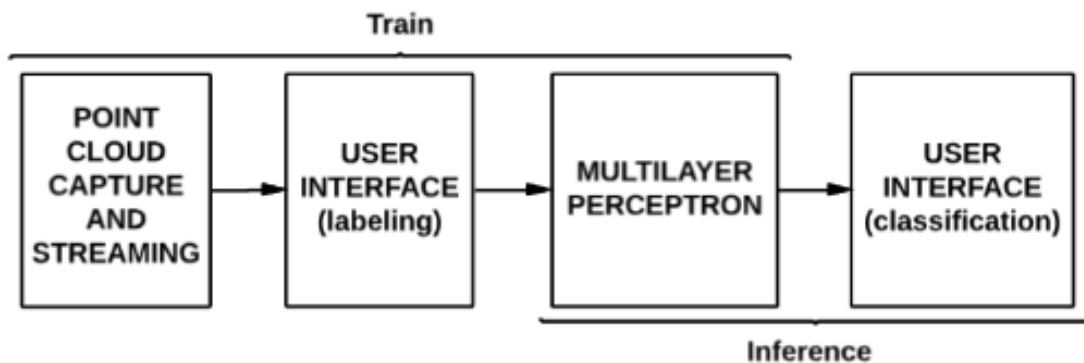 Train
POINT
CLOUD
CAPTURE
AND
STREAMING
USER
INTERFACE
(labeling)
MULTILAYER
PERCEPTRON
USER
INTERFACE
(classification)
Inference